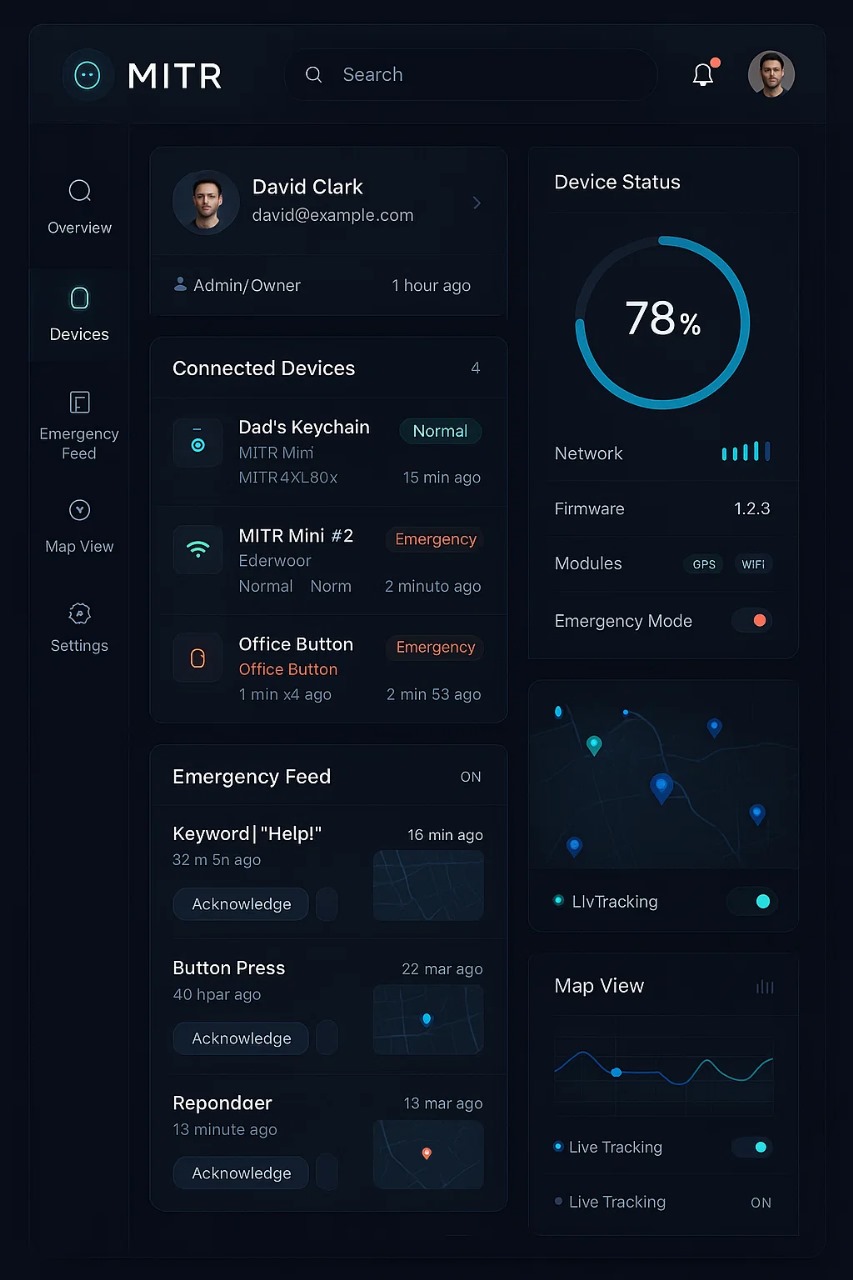 MITR
Search
Overview
Devices
Emergency
Feed
Map View
Settings
David Clark
david@example.com
Admin/Owner 1 hour ago
Connected Devices 4
Dad's Keychain Normal
MITR Mini
MITR4XL80x 15 min ago
MITR Mini #2 Emergency
Ederwoor
Normal Norm 2 minuto ago
Office Button Emergency
Office Button
1 min x4 ago 2 min 53 ago
Emergency Feed ON
Keyword|"Help!" 16 min ago
32 m 5n ago
Acknowledge
Button Press 22 mar ago
40 hpar ago
Acknowledge
Repondaer 13 mar ago
13 minute ago
Acknowledge
Device Status
78%
Network
Firmware 1.2.3
Modules GPS WiFi
Emergency Mode
LlvTracking
Map View
Live Tracking
Live Tracking ON